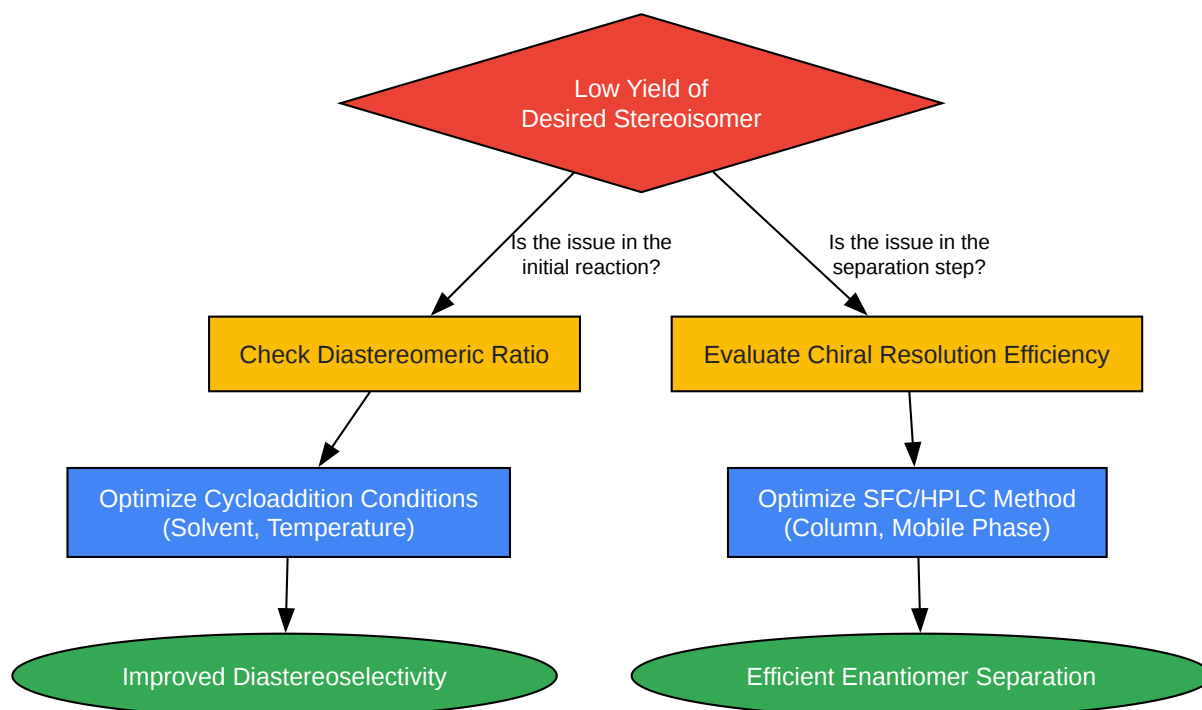 Low Yield of
Desired Stereoisomer
Is the issue in the
initial reaction?
Is the issue in the
separation step?
Check Diastereomeric Ratio
Evaluate Chiral Resolution Efficiency
Optimize Cycloaddition Conditions
(Solvent, Temperature)
Optimize SFC/HPLC Method
(Column, Mobile Phase)
Improved Diastereoselectivity
Efficient Enantiomer Separation